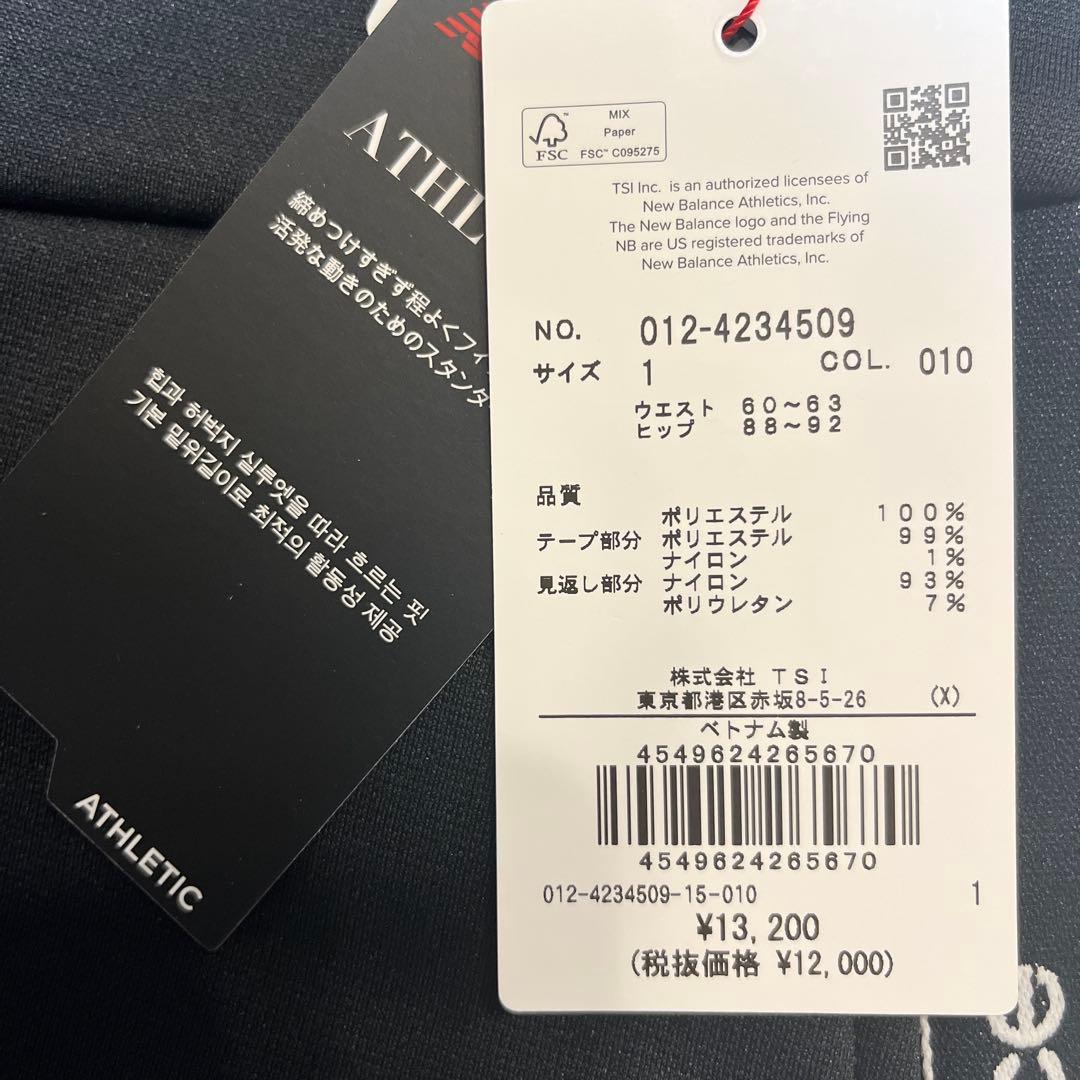 ATHL
締めつけすぎず程よくフィ
活発な動きのためのスタンダ
힙과 허벅지 실루엣을 따라 흐르는 핏
기본 밑위길이로 최적의 활동성 제공
ATHLETIC
FSC
MIX
Paper
FSC™ C095275
TSI Inc. is an authorized licensees of
New Balance Athletics, Inc.
The New Balance logo and the Flying
NB are US registered trademarks of
New Balance Athletics, Inc.
NO. 012-4234509
サイズ 1 COL. 010
ウエスト 60～63
ヒップ 88～92
品質
ポリエステル 100%
テープ部分 ポリエステル 99%
ナイロン 1%
見返し部分 ナイロン 93%
ポリウレタン 7%
株式会社 TSI
東京都港区赤坂8-5-26 (X)
ベトナム製
4549624265670
4549624265670
012-4234509-15-010 1
¥13,200
(税抜価格 ¥12,000)